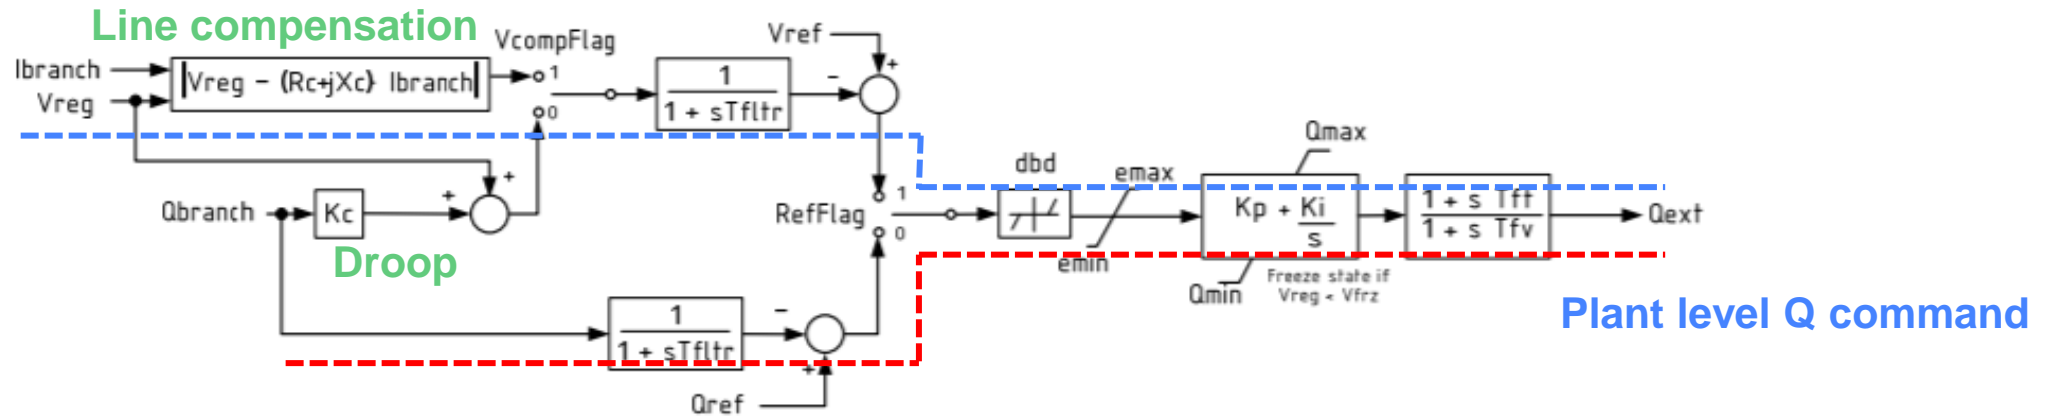 Line compensation
VcompFlag
Vref
Ibranch
Vreg
|Vreg - (Rc+jXc) Ibranch|
1
0
1
1 + sTfltr
-
+
Qbranch
Kc
+
+
Droop
RefFlag
1
0
dbd
emax
emin
Qmax
Kp + Ki
s
Qmin
Freeze state if
Vreg < Vfrz
1 + s Tft
1 + s Tfv
Qext
1
1 + sTfltr
-
+
Qref
Plant level Q command